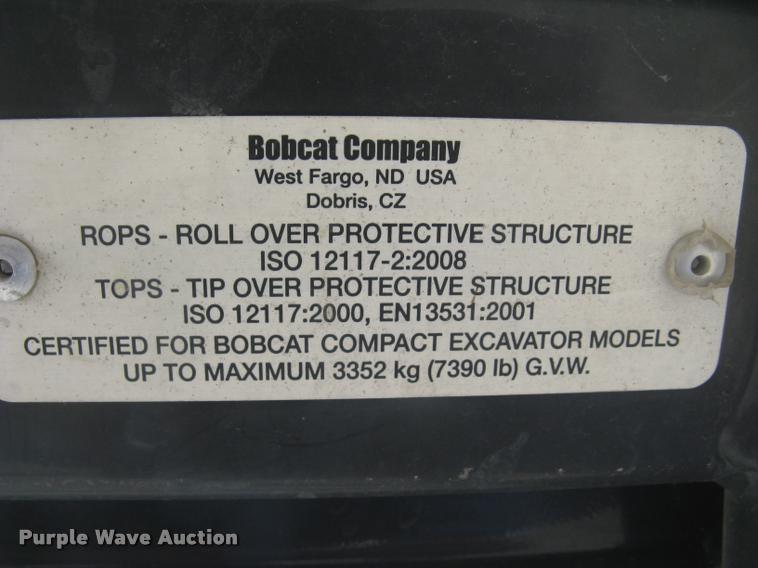 Bobcat Company
West Fargo, ND USA
Dobris, CZ
ROPS - ROLL OVER PROTECTIVE STRUCTURE
ISO 12117-2:2008
TOPS - TIP OVER PROTECTIVE STRUCTURE
ISO 12117:2000, EN13531:2001
CERTIFIED FOR BOBCAT COMPACT EXCAVATOR MODELS
UP TO MAXIMUM 3352 kg (7390 lb) G.V.W.
Purple Wave Auction